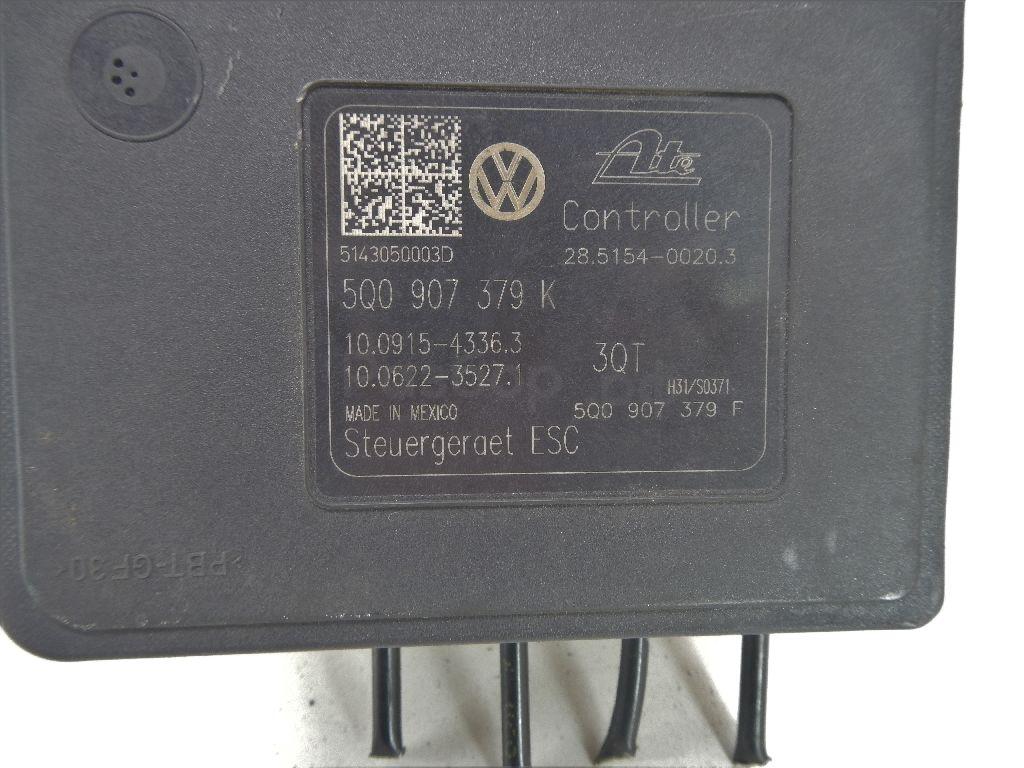 Ate
Controller
5143050003D
28.5154-0020.3
5Q0 907 379 K
10.0915-4336.3
10.0622-3527.1
3QT
H31/S0371
MADE IN MEXICO
5Q0 907 379 F
Steuergeraet ESC
>PBT-GF30<